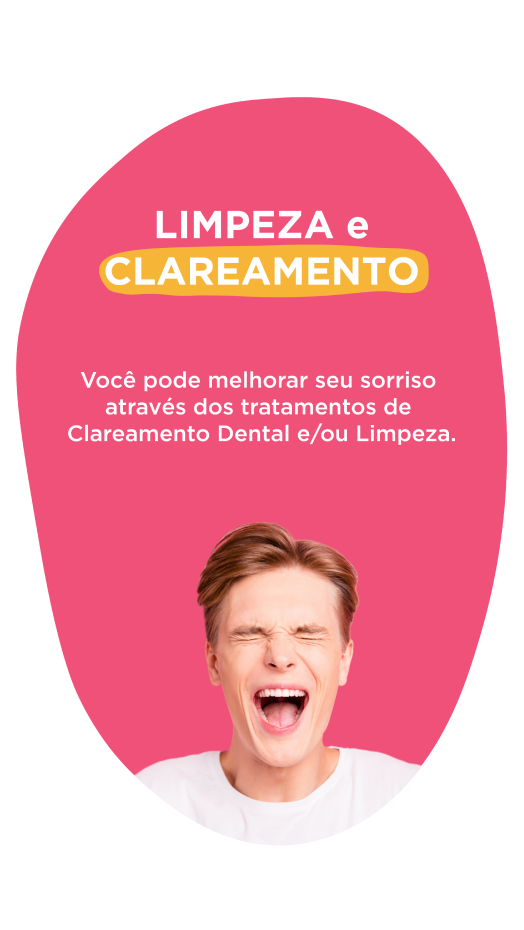 LIMPEZA e
CLAREAMENTO
Você pode melhorar seu sorriso
através dos tratamentos de
Clareamento Dental e/ou Limpeza.